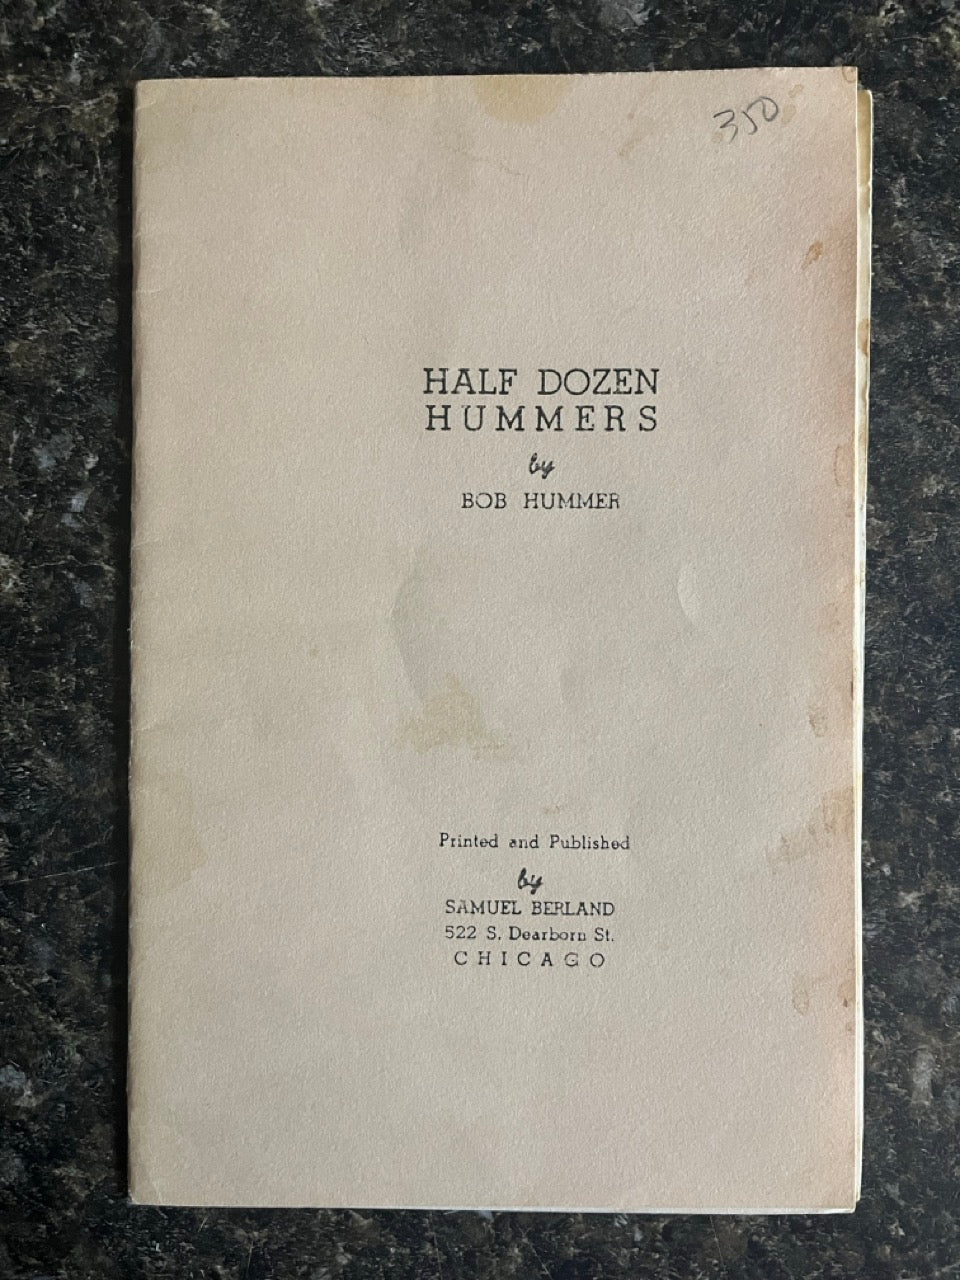 350
HALF DOZEN
HUMMERS
by
BOB HUMMER
Printed and Published
by
SAMUEL BERLAND
522 S. Dearborn St.
CHICAGO